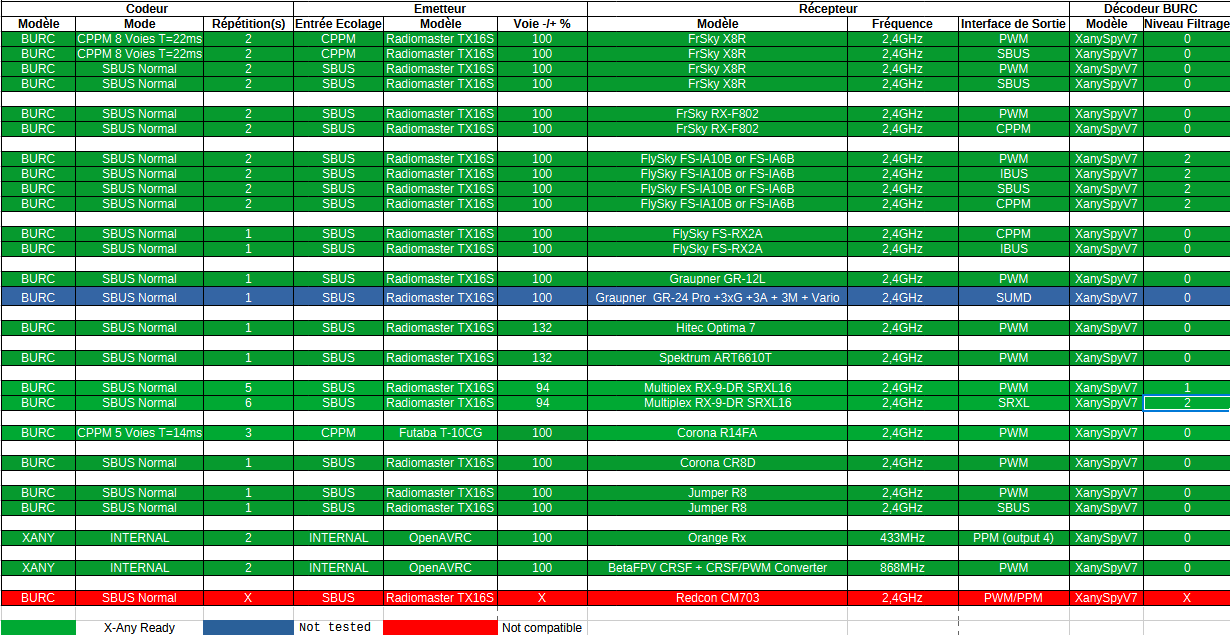 Codeur Emetteur Récepteur Décodeur BURC
Modèle Mode Répétition(s) Entrée Ecolage Modèle Voie -/+ % Modèle Fréquence Interface de Sortie Modèle Niveau Filtrage
BURC CPPM 8 Voies T=22ms 2 CPPM Radiomaster TX16S 100 FrSky X8R 2,4GHz PWM XanySpyV7 0
BURC CPPM 8 Voies T=22ms 2 CPPM Radiomaster TX16S 100 FrSky X8R 2,4GHz SBUS XanySpyV7 0
BURC SBUS Normal 2 SBUS Radiomaster TX16S 100 FrSky X8R 2,4GHz PWM XanySpyV7 0
BURC SBUS Normal 2 SBUS Radiomaster TX16S 100 FrSky X8R 2,4GHz SBUS XanySpyV7 0
BURC SBUS Normal 2 SBUS Radiomaster TX16S 100 FrSky RX-F802 2,4GHz PWM XanySpyV7 0
BURC SBUS Normal 2 SBUS Radiomaster TX16S 100 FrSky RX-F802 2,4GHz CPPM XanySpyV7 0
BURC SBUS Normal 2 SBUS Radiomaster TX16S 100 FlySky FS-IA10B or FS-IA6B 2,4GHz PWM XanySpyV7 2
BURC SBUS Normal 2 SBUS Radiomaster TX16S 100 FlySky FS-IA10B or FS-IA6B 2,4GHz IBUS XanySpyV7 2
BURC SBUS Normal 2 SBUS Radiomaster TX16S 100 FlySky FS-IA10B or FS-IA6B 2,4GHz SBUS XanySpyV7 2
BURC SBUS Normal 2 SBUS Radiomaster TX16S 100 FlySky FS-IA10B or FS-IA6B 2,4GHz CPPM XanySpyV7 2
BURC SBUS Normal 1 SBUS Radiomaster TX16S 100 FlySky FS-RX2A 2,4GHz CPPM XanySpyV7 0
BURC SBUS Normal 1 SBUS Radiomaster TX16S 100 FlySky FS-RX2A 2,4GHz IBUS XanySpyV7 0
BURC SBUS Normal 1 SBUS Radiomaster TX16S 100 Graupner GR-12L 2,4GHz PWM XanySpyV7 0
BURC SBUS Normal 1 SBUS Radiomaster TX16S 100 Graupner GR-24 Pro +3xG +3A + 3M + Vario 2,4GHz SUMD XanySpyV7 0
BURC SBUS Normal 1 SBUS Radiomaster TX16S 132 Hitec Optima 7 2,4GHz PWM XanySpyV7 0
BURC SBUS Normal 1 SBUS Radiomaster TX16S 132 Spektrum ART6610T 2,4GHz PWM XanySpyV7 0
BURC SBUS Normal 5 SBUS Radiomaster TX16S 94 Multiplex RX-9-DR SRXL16 2,4GHz PWM XanySpyV7 1
BURC SBUS Normal 6 SBUS Radiomaster TX16S 94 Multiplex RX-9-DR SRXL16 2,4GHz SRXL XanySpyV7 2
BURC CPPM 5 Voies T=14ms 3 CPPM Futaba T-10CG 100 Corona R14FA 2,4GHz PWM XanySpyV7 0
BURC SBUS Normal 1 SBUS Radiomaster TX16S 100 Corona CR8D 2,4GHz PWM XanySpyV7 0
BURC SBUS Normal 1 SBUS Radiomaster TX16S 100 Jumper R8 2,4GHz PWM XanySpyV7 0
BURC SBUS Normal 1 SBUS Radiomaster TX16S 100 Jumper R8 2,4GHz SBUS XanySpyV7 0
XANY INTERNAL 2 INTERNAL OpenAVRC 100 Orange Rx 433MHz PPM (output 4) XanySpyV7 0
XANY INTERNAL 2 INTERNAL OpenAVRC 100 BetaFPV CRSF + CRSF/PWM Converter 868MHz PWM XanySpyV7 0
BURC SBUS Normal X SBUS Radiomaster TX16S X Redcon CM703 2,4GHz PWM/PPM XanySpyV7 X
X-Any Ready Not tested Not compatible